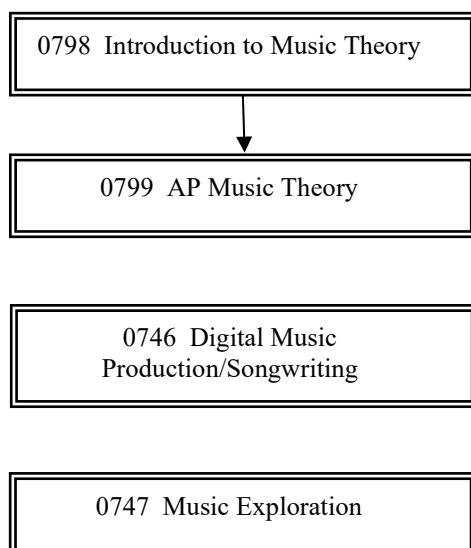 0798 Introduction to Music Theory
0799 AP Music Theory
0746 Digital Music
Production/Songwriting
0747 Music Exploration